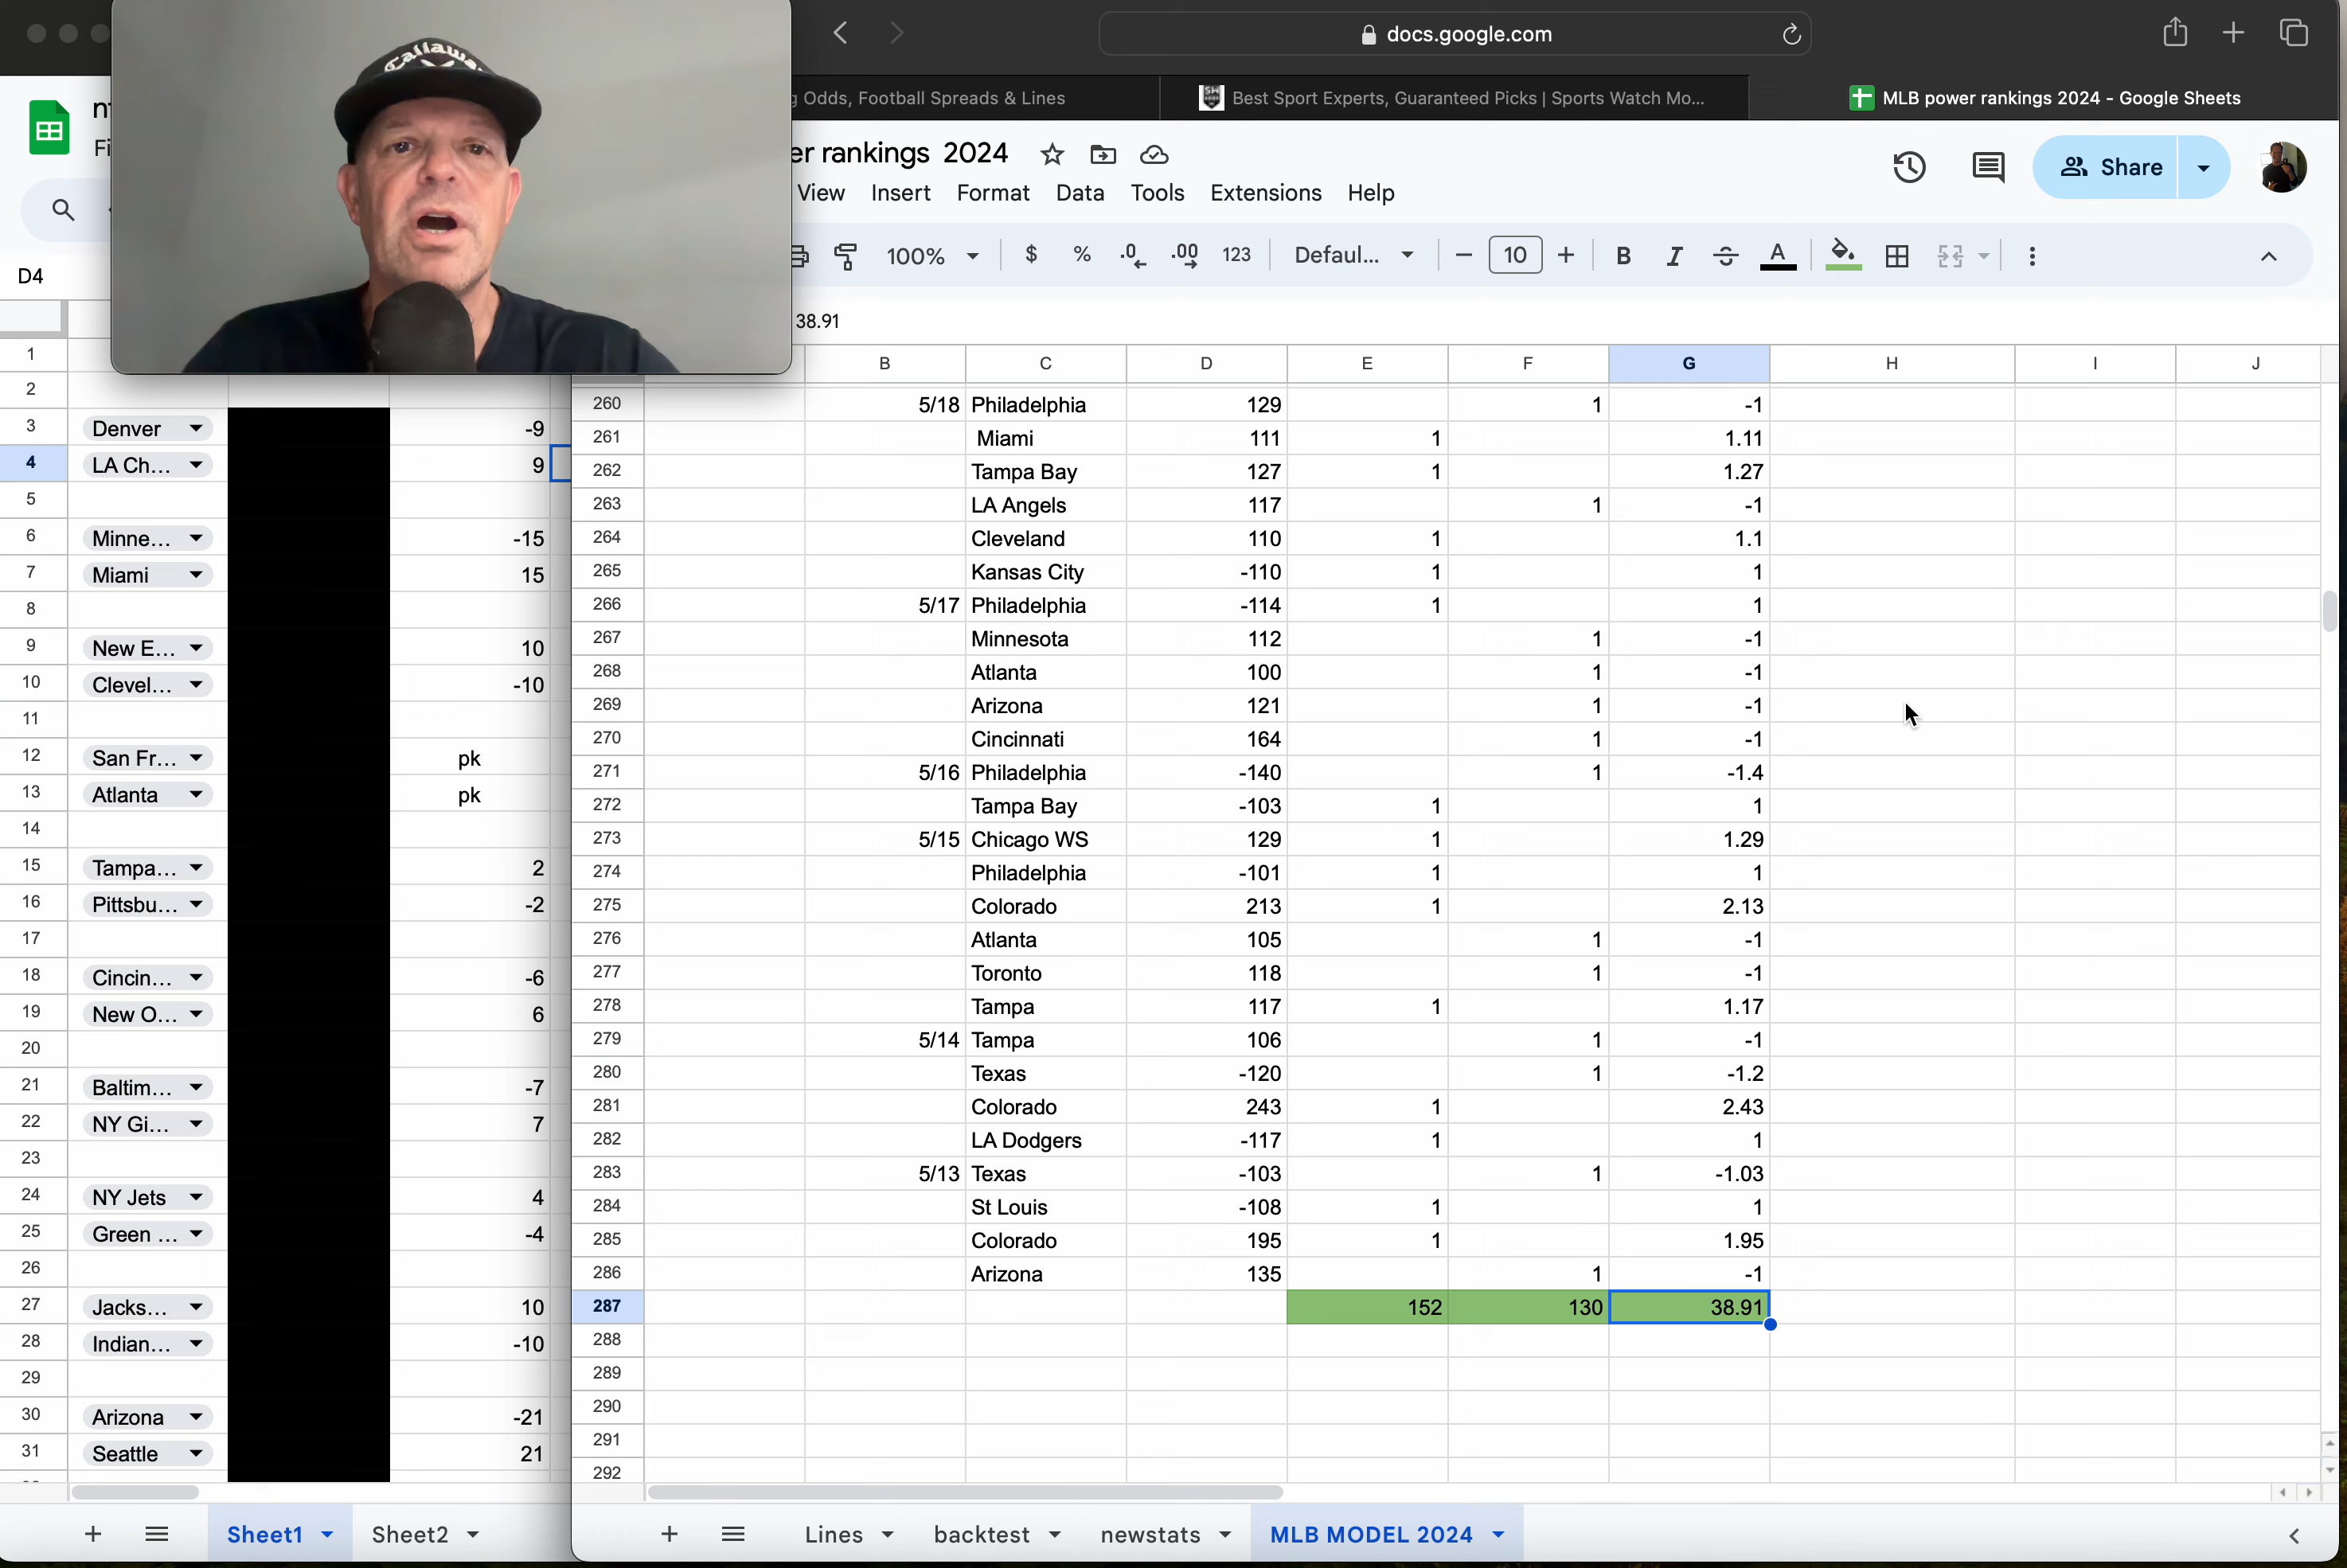 Callaway
docs.google.com
g Odds, Football Spreads & Lines
Best Sport Experts, Guaranteed Picks | Sports Watch Mo...
MLB power rankings 2024 - Google Sheets
er rankings 2024
Share
View Insert Format Data Tools Extensions Help
100% $ % .0 .00 123 Defaul... 10 B I S A
D4
38.91
B C D E F G H I J
260 5/18 Philadelphia 129 1 -1
261 Miami 111 1 1.11
262 Tampa Bay 127 1 1.27
263 LA Angels 117 1 -1
264 Cleveland 110 1 1.1
265 Kansas City -110 1 1
266 5/17 Philadelphia -114 1 1
267 Minnesota 112 1 -1
268 Atlanta 100 1 -1
269 Arizona 121 1 -1
270 Cincinnati 164 1 -1
271 5/16 Philadelphia -140 1 -1.4
272 Tampa Bay -103 1 1
273 5/15 Chicago WS 129 1 1.29
274 Philadelphia -101 1 1
275 Colorado 213 1 2.13
276 Atlanta 105 1 -1
277 Toronto 118 1 -1
278 Tampa 117 1 1.17
279 5/14 Tampa 106 1 -1
280 Texas -120 1 -1.2
281 Colorado 243 1 2.43
282 LA Dodgers -117 1 1
283 5/13 Texas -103 1 -1.03
284 St Louis -108 1 1
285 Colorado 195 1 1.95
286 Arizona 135 1 -1
287 152 130 38.91
288
289
290
291
292
1
2
3 Denver -9
4 LA Ch... 9
5
6 Minne... -15
7 Miami 15
8
9 New E... 10
10 Clevel... -10
11
12 San Fr... pk
13 Atlanta pk
14
15 Tampa... 2
16 Pittsbu... -2
17
18 Cincin... -6
19 New O... 6
20
21 Baltim... -7
22 NY Gi... 7
23
24 NY Jets 4
25 Green ... -4
26
27 Jacks... 10
28 Indian... -10
29
30 Arizona -21
31 Seattle 21
Sheet1 Sheet2
Lines backtest newstats MLB MODEL 2024